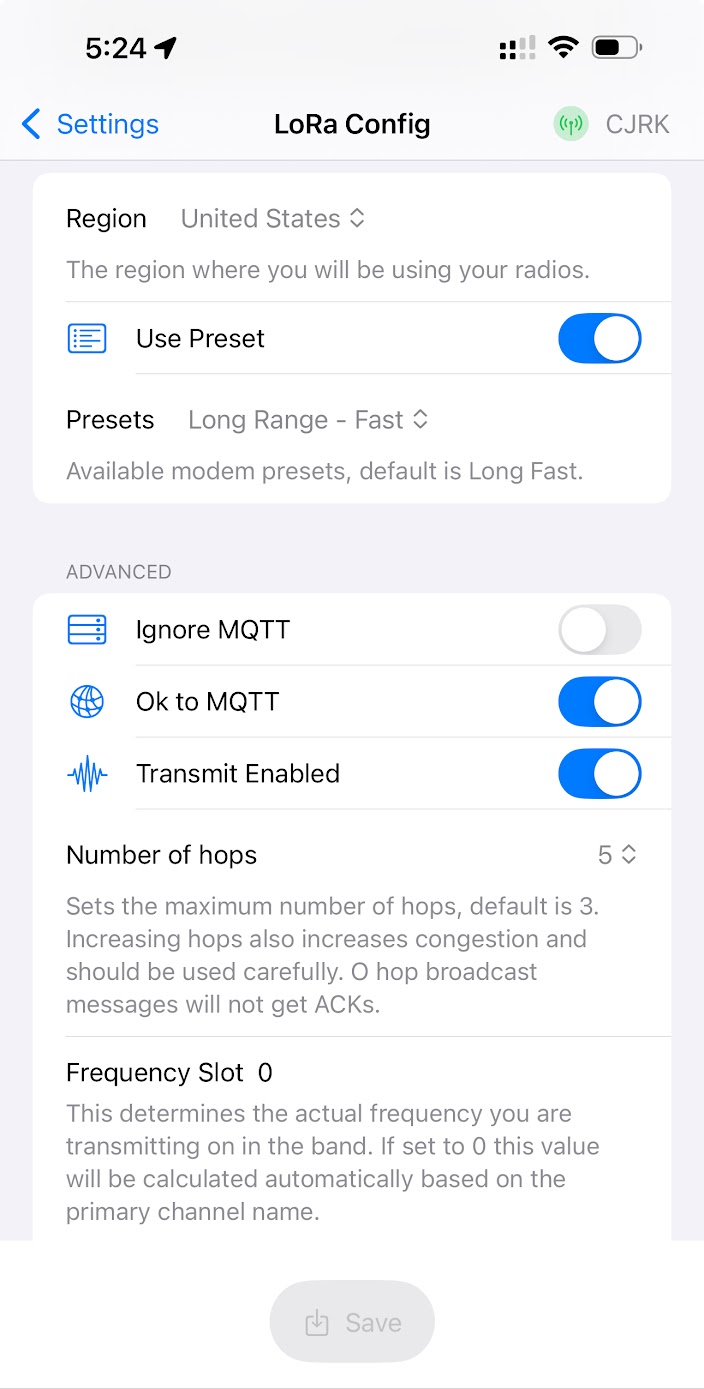 5:24
Settings
LoRa Config
CJRK
Region United States
The region where you will be using your radios.
Use Preset
Presets Long Range - Fast
Available modem presets, default is Long Fast.
ADVANCED
Ignore MQTT
Ok to MQTT
Transmit Enabled
Number of hops 5
Sets the maximum number of hops, default is 3.
Increasing hops also increases congestion and
should be used carefully. O hop broadcast
messages will not get ACKs.
Frequency Slot 0
This determines the actual frequency you are
transmitting on in the band. If set to 0 this value
will be calculated automatically based on the
primary channel name.
Save